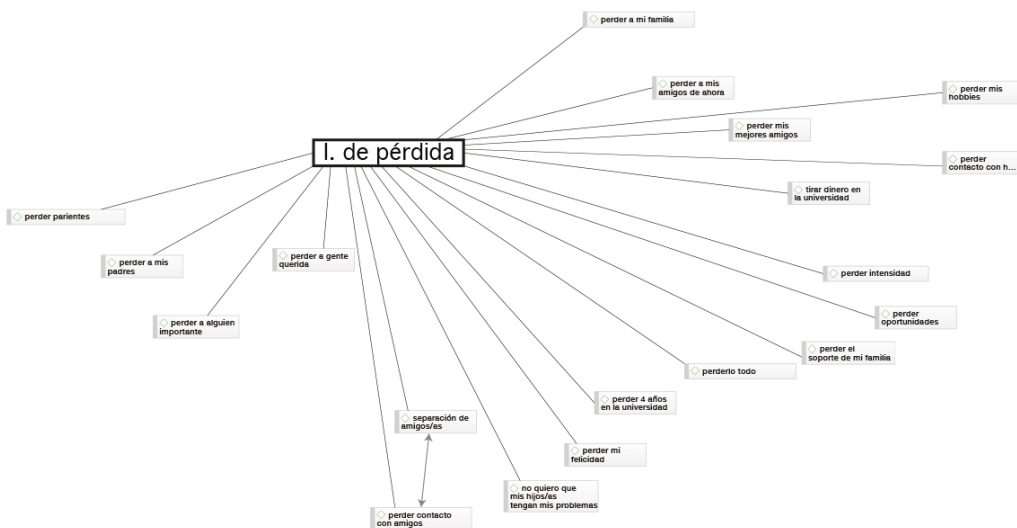 perder a mi familia
perder a mis
amigos de ahora
perder mis
hobbies
perder mis
mejores amigos
I. de pérdida
perder
contacto con h...
tirar dinero en
la universidad
perder parientes
perder a gente
querida
perder a mis
padres
perder intensidad
perder
oportunidades
perder a alguien
importante
perder el
soporte de mi familia
perderlo todo
perder 4 años
en la universidad
separación de
amigos/as
perder mi
felicidad
no quiero que
mis hijos/as
tengan mis problemas
perder contacto
con amigos